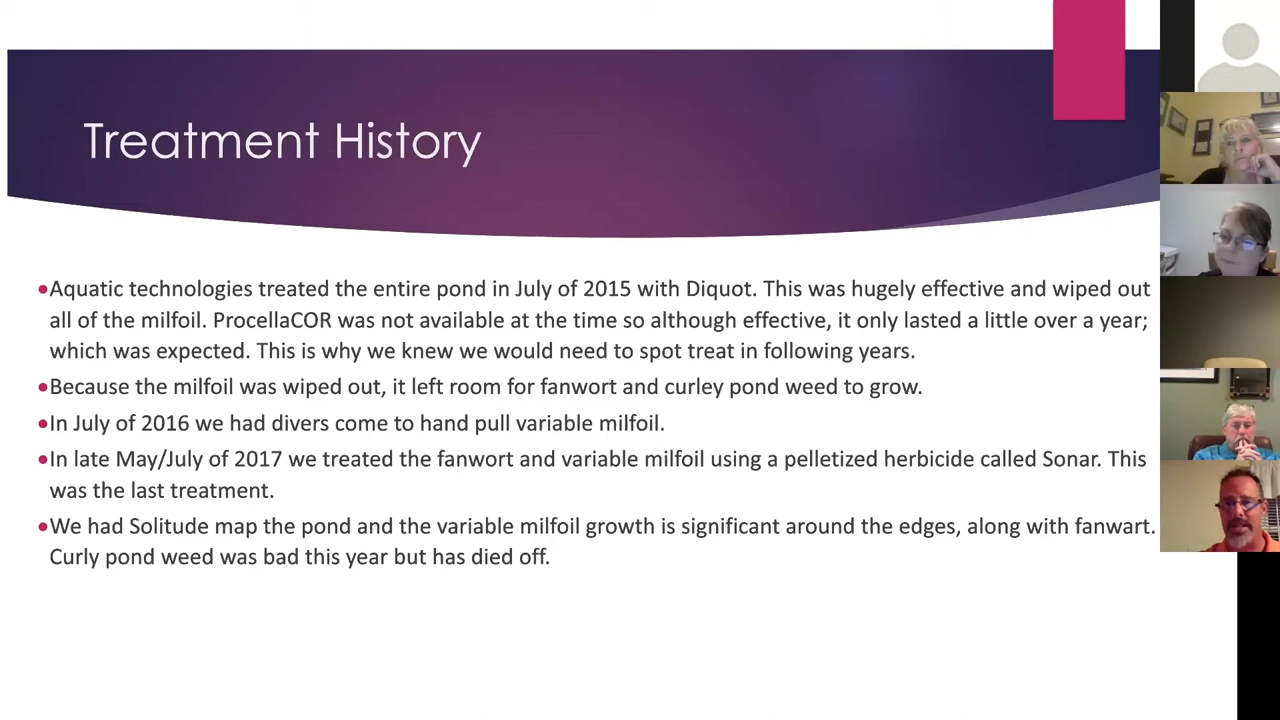 Treatment History
•Aquatic technologies treated the entire pond in July of 2015 with Diquot. This was hugely effective and wiped out
all of the milfoil. ProcellaCOR was not available at the time so although effective, it only lasted a little over a year;
which was expected. This is why we knew we would need to spot treat in following years.
•Because the milfoil was wiped out, it left room for fanwort and curley pond weed to grow.
•In July of 2016 we had divers come to hand pull variable milfoil.
•In late May/July of 2017 we treated the fanwort and variable milfoil using a pelletized herbicide called Sonar. This
was the last treatment.
•We had Solitude map the pond and the variable milfoil growth is significant around the edges, along with fanwart.
Curly pond weed was bad this year but has died off.